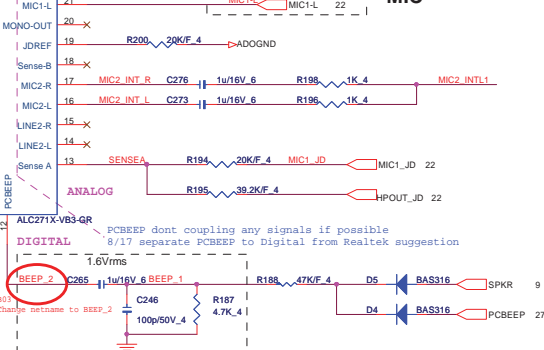 MIC1-L 21 MIC1-L MIC1-L 22 MIC
MONO-OUT 20
JDREF 19 R200 20K/F_4 ADOGND
Sense-B 18
MIC2-R 17 MIC2_INT_R C276 1u/16V_6 R198 1K_4 MIC2_INTL1
MIC2-L 16 MIC2_INT_L C273 1u/16V_6 R196 1K_4
LINE2-R 15
LINE2-L 14
Sense A 13 SENSEA R194 20K/F_4 MIC1_JD MIC1_JD 22
R195 39.2K/F_4 HPOUT_JD 22
ANALOG
PCBEEP
12
ALC271X-VB3-GR
DIGITAL
PCBEEP dont coupling any signals if possible
8/17 separate PCBEEP to Digital from Realtek suggestion
1.6Vrms
BEEP_2 C265 1u/16V_6 BEEP_1 R188 47K/F_4 D5 BAS316 SPKR 9
C246 100p/50V_4
R187 4.7K_4
D4 BAS316 PCBEEP 27
Change netname to BEEP_2